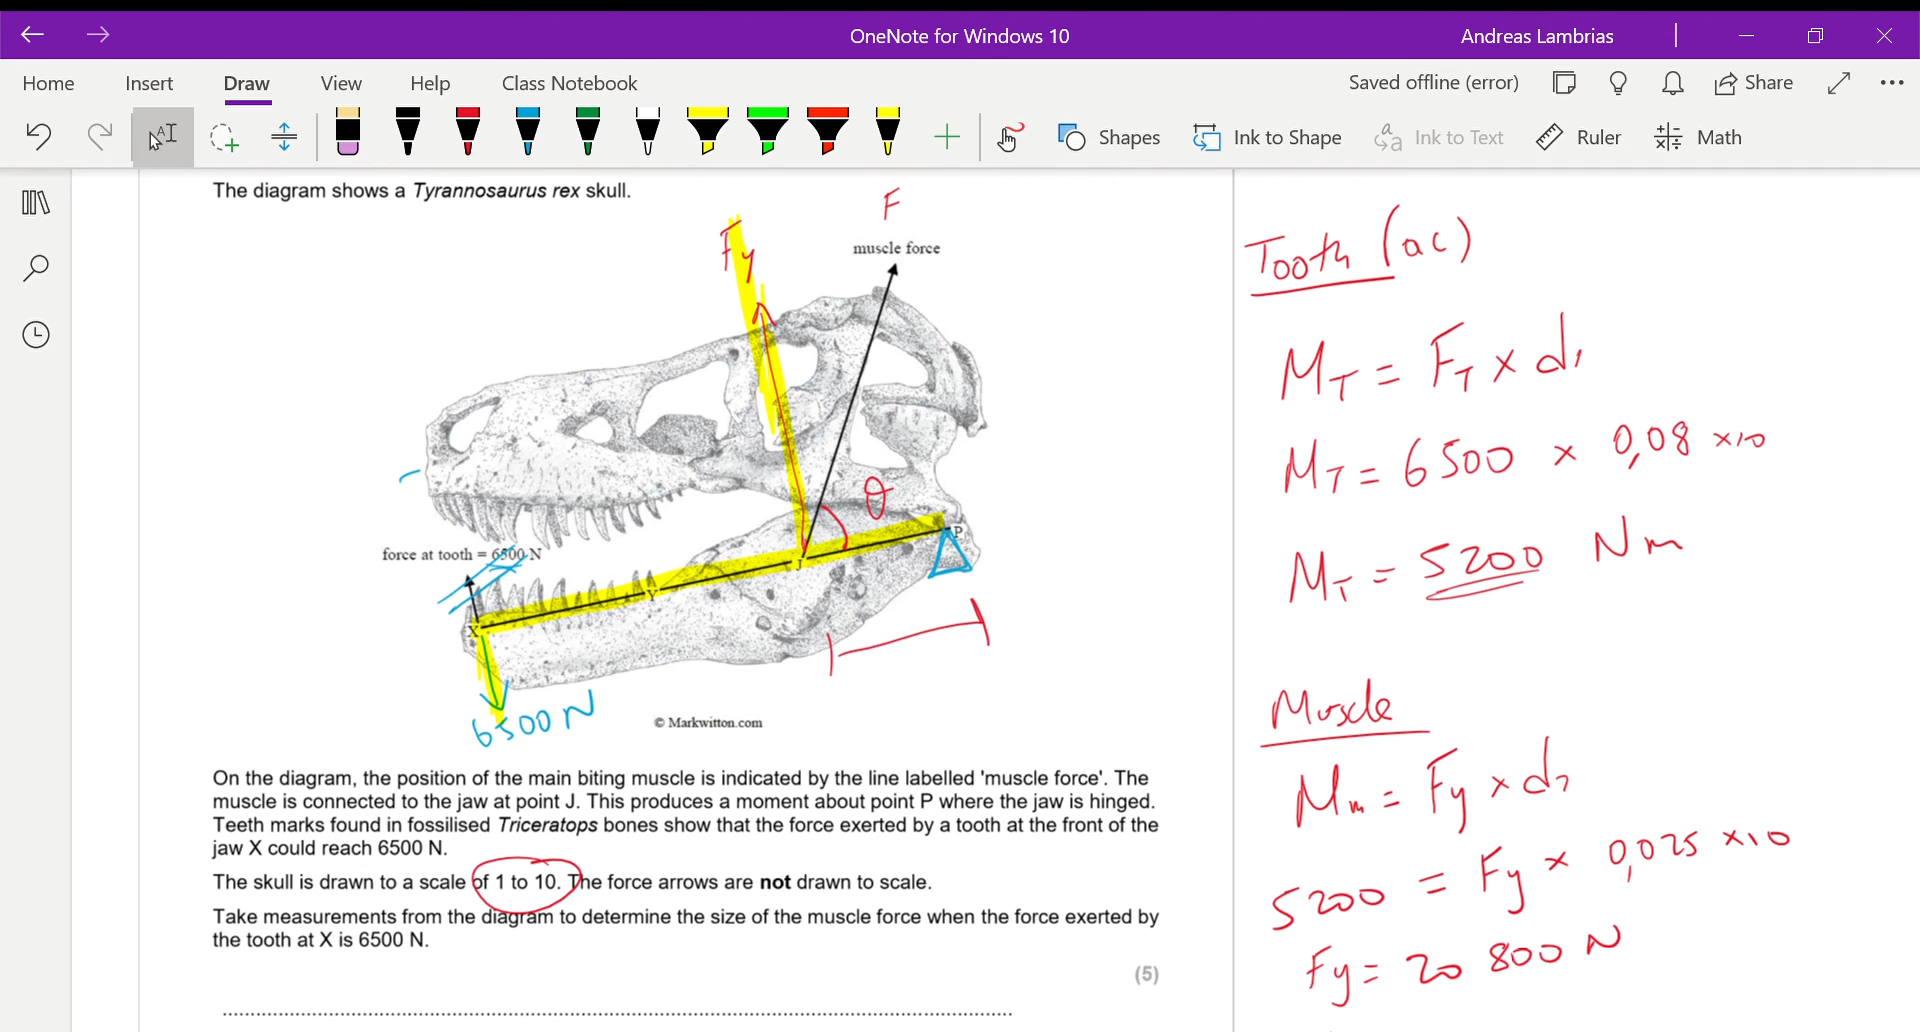 OneNote for Windows 10
Andreas Lambrias
Home Insert Draw View Help Class Notebook
Saved offline (error)
Share
Shapes
Ink to Shape
Ink to Text
Ruler
Math
The diagram shows a Tyrannosaurus rex skull.
F
Fy
muscle force
θ
P
J
force at tooth = 6500 N
Y
X
6500 N
© Markwitton.com
On the diagram, the position of the main biting muscle is indicated by the line labelled 'muscle force'. The
muscle is connected to the jaw at point J. This produces a moment about point P where the jaw is hinged.
Teeth marks found in fossilised Triceratops bones show that the force exerted by a tooth at the front of the
jaw X could reach 6500 N.
The skull is drawn to a scale of 1 to 10. The force arrows are not drawn to scale.
Take measurements from the diagram to determine the size of the muscle force when the force exerted by
the tooth at X is 6500 N.
(5)
Tooth (ac)
MT = FT × d1
MT = 6500 × 0,08 ×10
MT = 5200 Nm
Muscle
Mm = Fy × d2
5200 = Fy × 0,025 ×10
Fy = 20 800 N